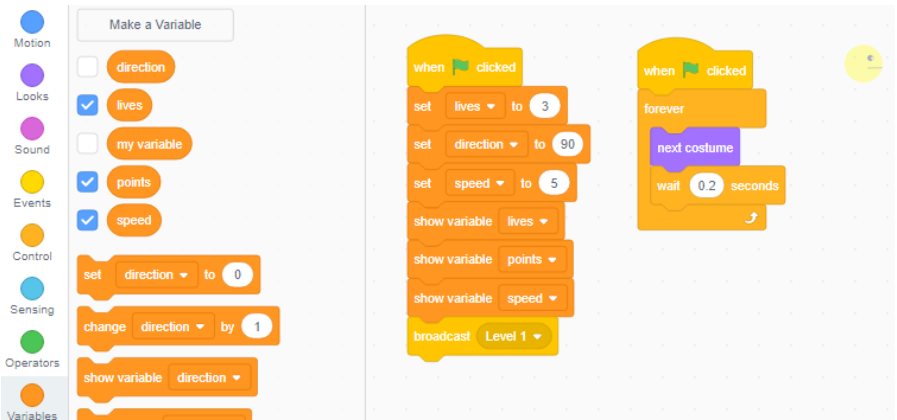 Motion
Looks
Sound
Events
Control
Sensing
Operators
Variables
Make a Variable
direction
lives
my variable
points
speed
set direction to 0
change direction by 1
show variable direction
when clicked
set lives to 3
set direction to 90
set speed to 5
show variable lives
show variable points
show variable speed
broadcast Level 1
when clicked
forever
next costume
wait 0.2 seconds